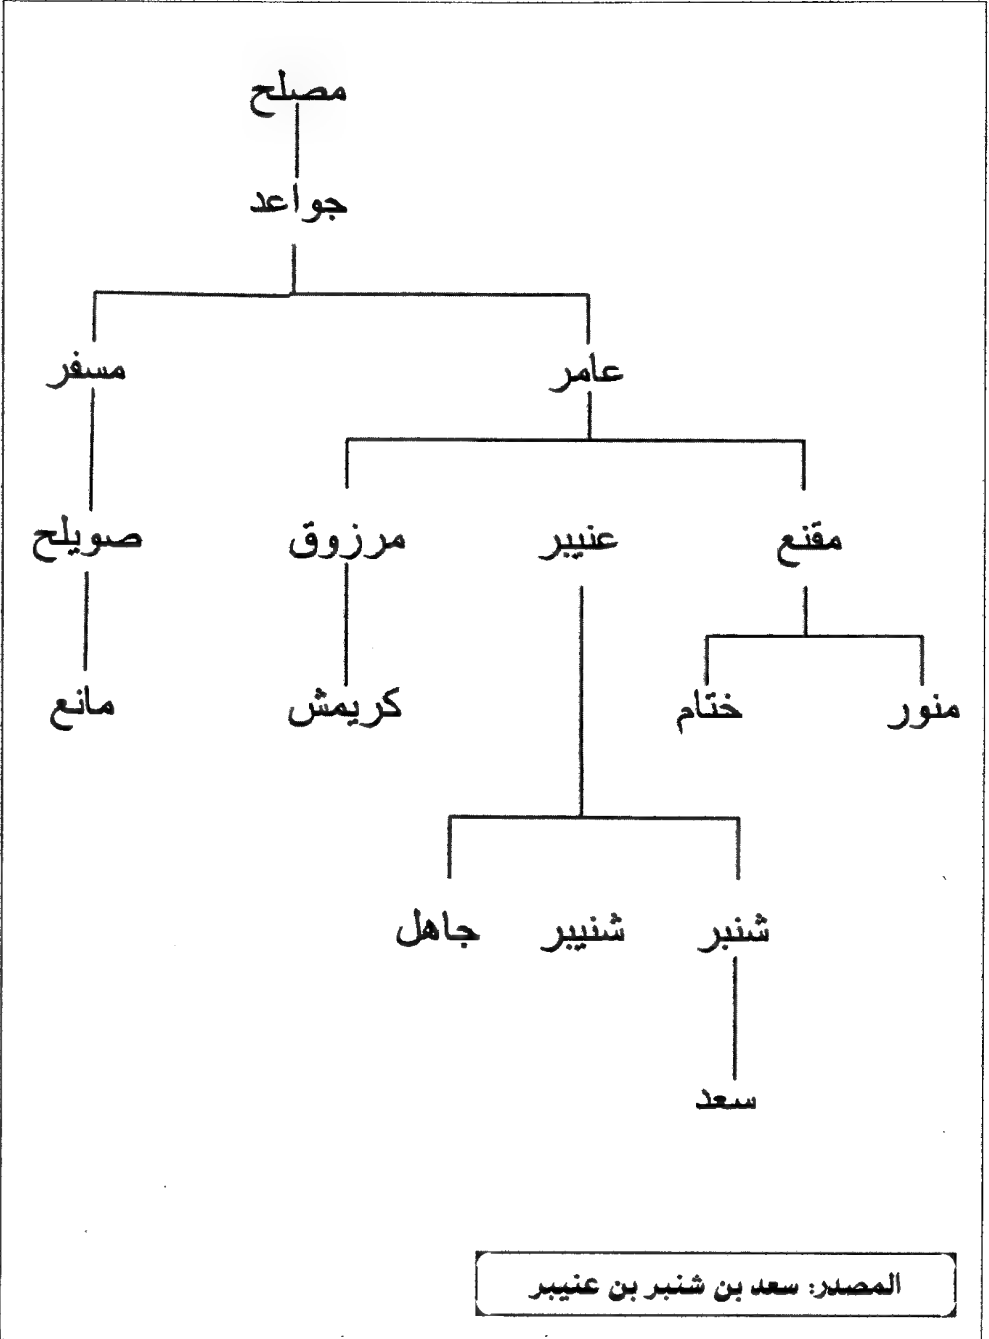 مصلح
جواعد
عامر مسفر
مقنع عنيبر مرزوق صويلح
منور ختام كريمش مانع
شنبر شنيبر جاهل
سعد
المصدر: سعد بن شنبر بن عنيبر